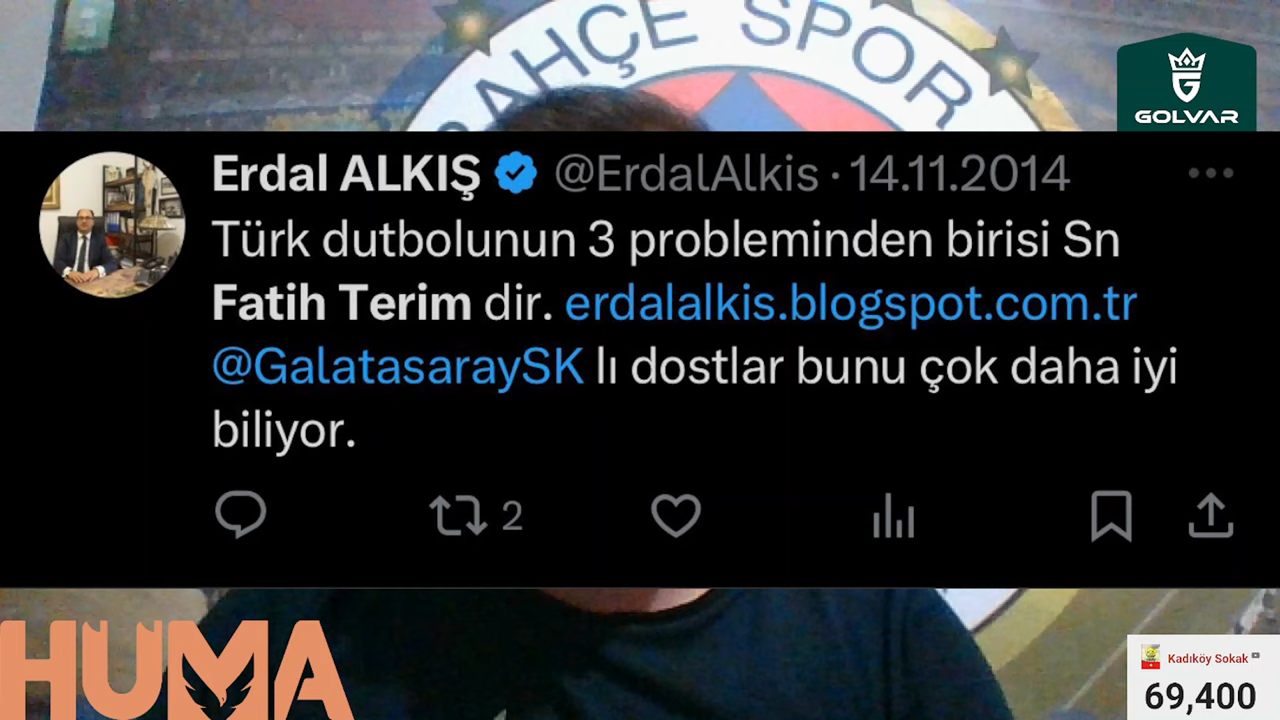 AHÇE SPOR
GOLVAR
Erdal ALKIŞ @ErdalAlkis · 14.11.2014
Türk dutbolunun 3 probleminden birisi Sn
Fatih Terim dir. erdalalkis.blogspot.com.tr
@GalatasaraySK lı dostlar bunu çok daha iyi
biliyor.
2
HUMA
Kadıköy Sokak
69,400